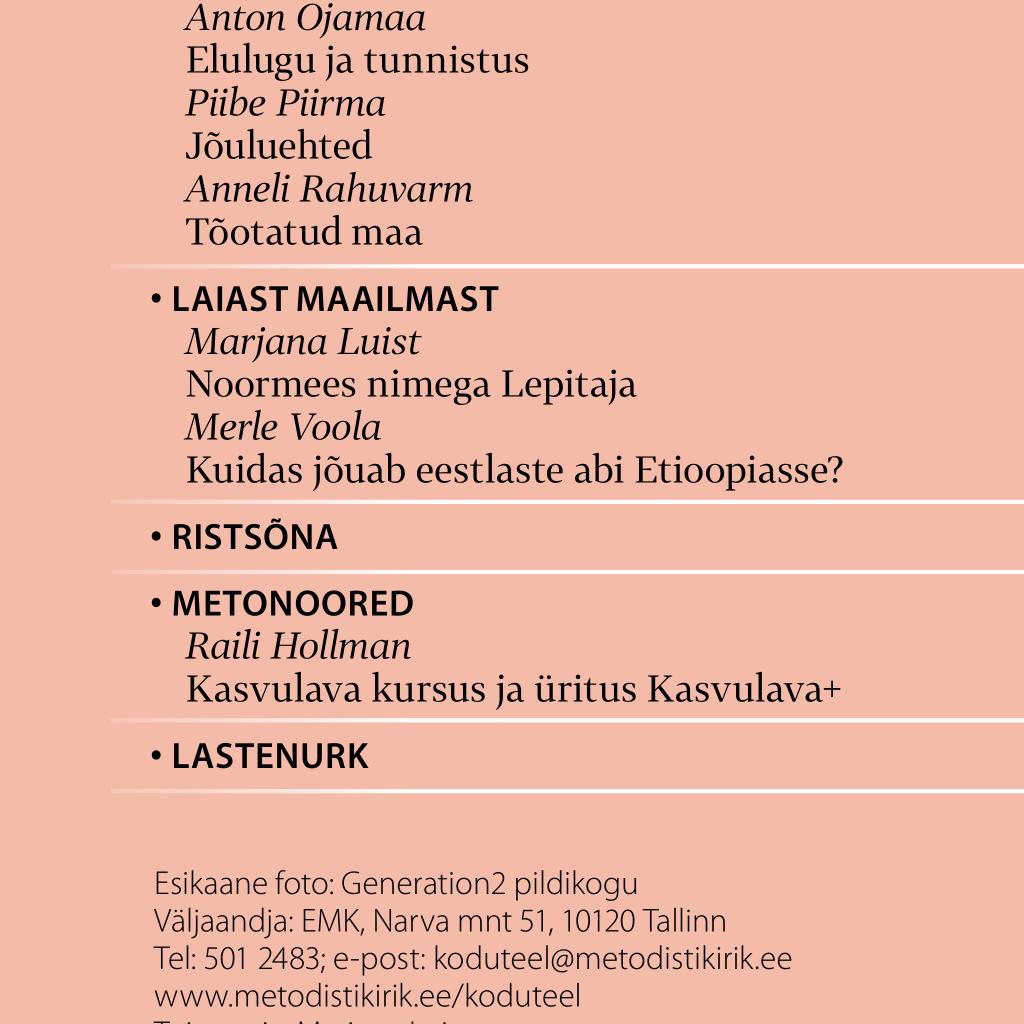 Anton Ojamaa
Elulugu ja tunnistus
Piibe Piirma
Jõuluehted
Anneli Rahuvarm
Tõotatud maa
• LAIAST MAAILMAST
Marjana Luist
Noormees nimega Lepitaja
Merle Voola
Kuidas jõuab eestlaste abi Etioopiasse?
• RISTSÕNA
• METONOORED
Raili Hollman
Kasvulava kursus ja üritus Kasvulava+
• LASTENURK
Esikaane foto: Generation2 pildikogu
Väljaandja: EMK, Narva mnt 51, 10120 Tallinn
Tel: 501 2483; e-post: koduteel@metodistikirik.ee
www.metodistikirik.ee/koduteel